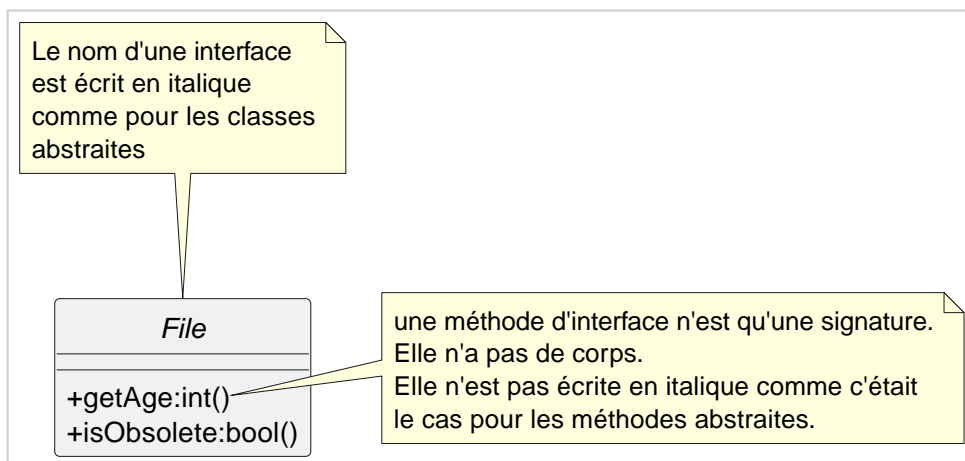 Le nom d'une interface
est écrit en italique
comme pour les classes
abstraites
File
+getAge:int()
+isObsolete:bool()
une méthode d'interface n'est qu'une signature.
Elle n'a pas de corps.
Elle n'est pas écrite en italique comme c'était
le cas pour les méthodes abstraites.